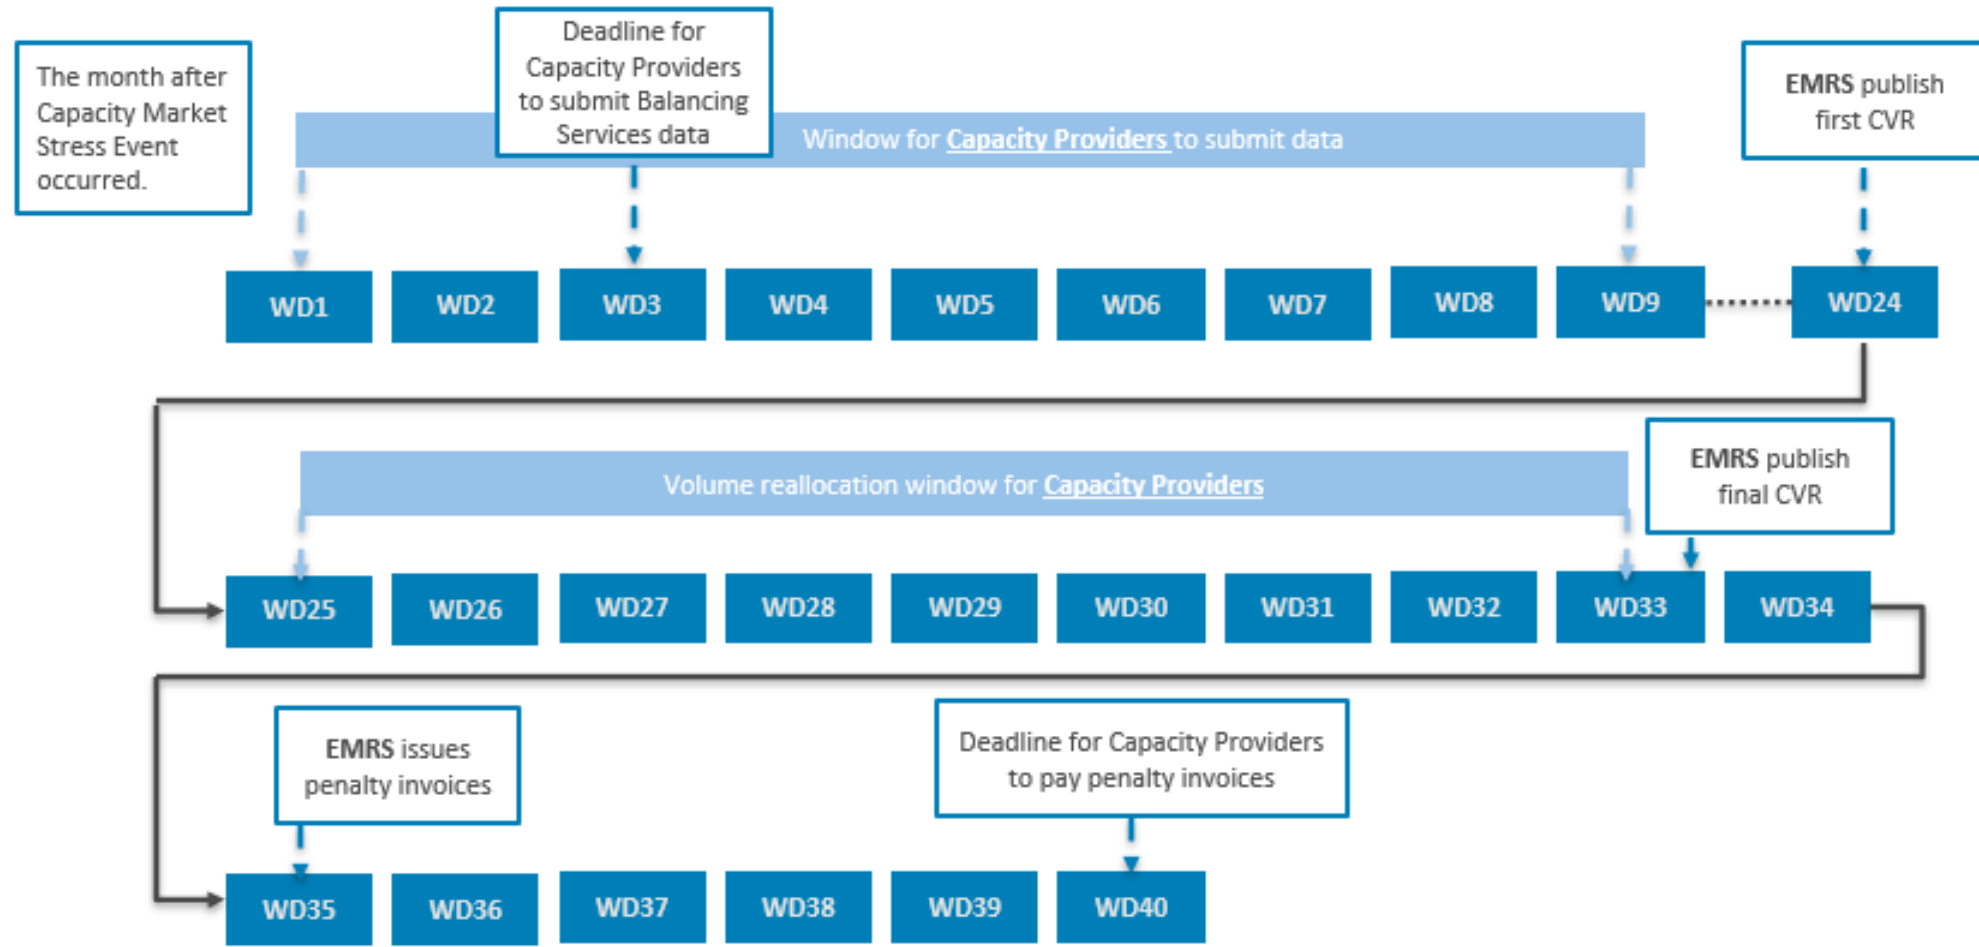 The month after
Capacity Market
Stress Event
occurred.
Deadline for
Capacity Providers
to submit Balancing
Services data
Window for Capacity Providers to submit data
EMRS publish
first CVR
WD1
WD2
WD3
WD4
WD5
WD6
WD7
WD8
WD9
WD24
Volume reallocation window for Capacity Providers
EMRS publish
final CVR
WD25
WD26
WD27
WD28
WD29
WD30
WD31
WD32
WD33
WD34
EMRS issues
penalty invoices
Deadline for Capacity Providers
to pay penalty invoices
WD35
WD36
WD37
WD38
WD39
WD40